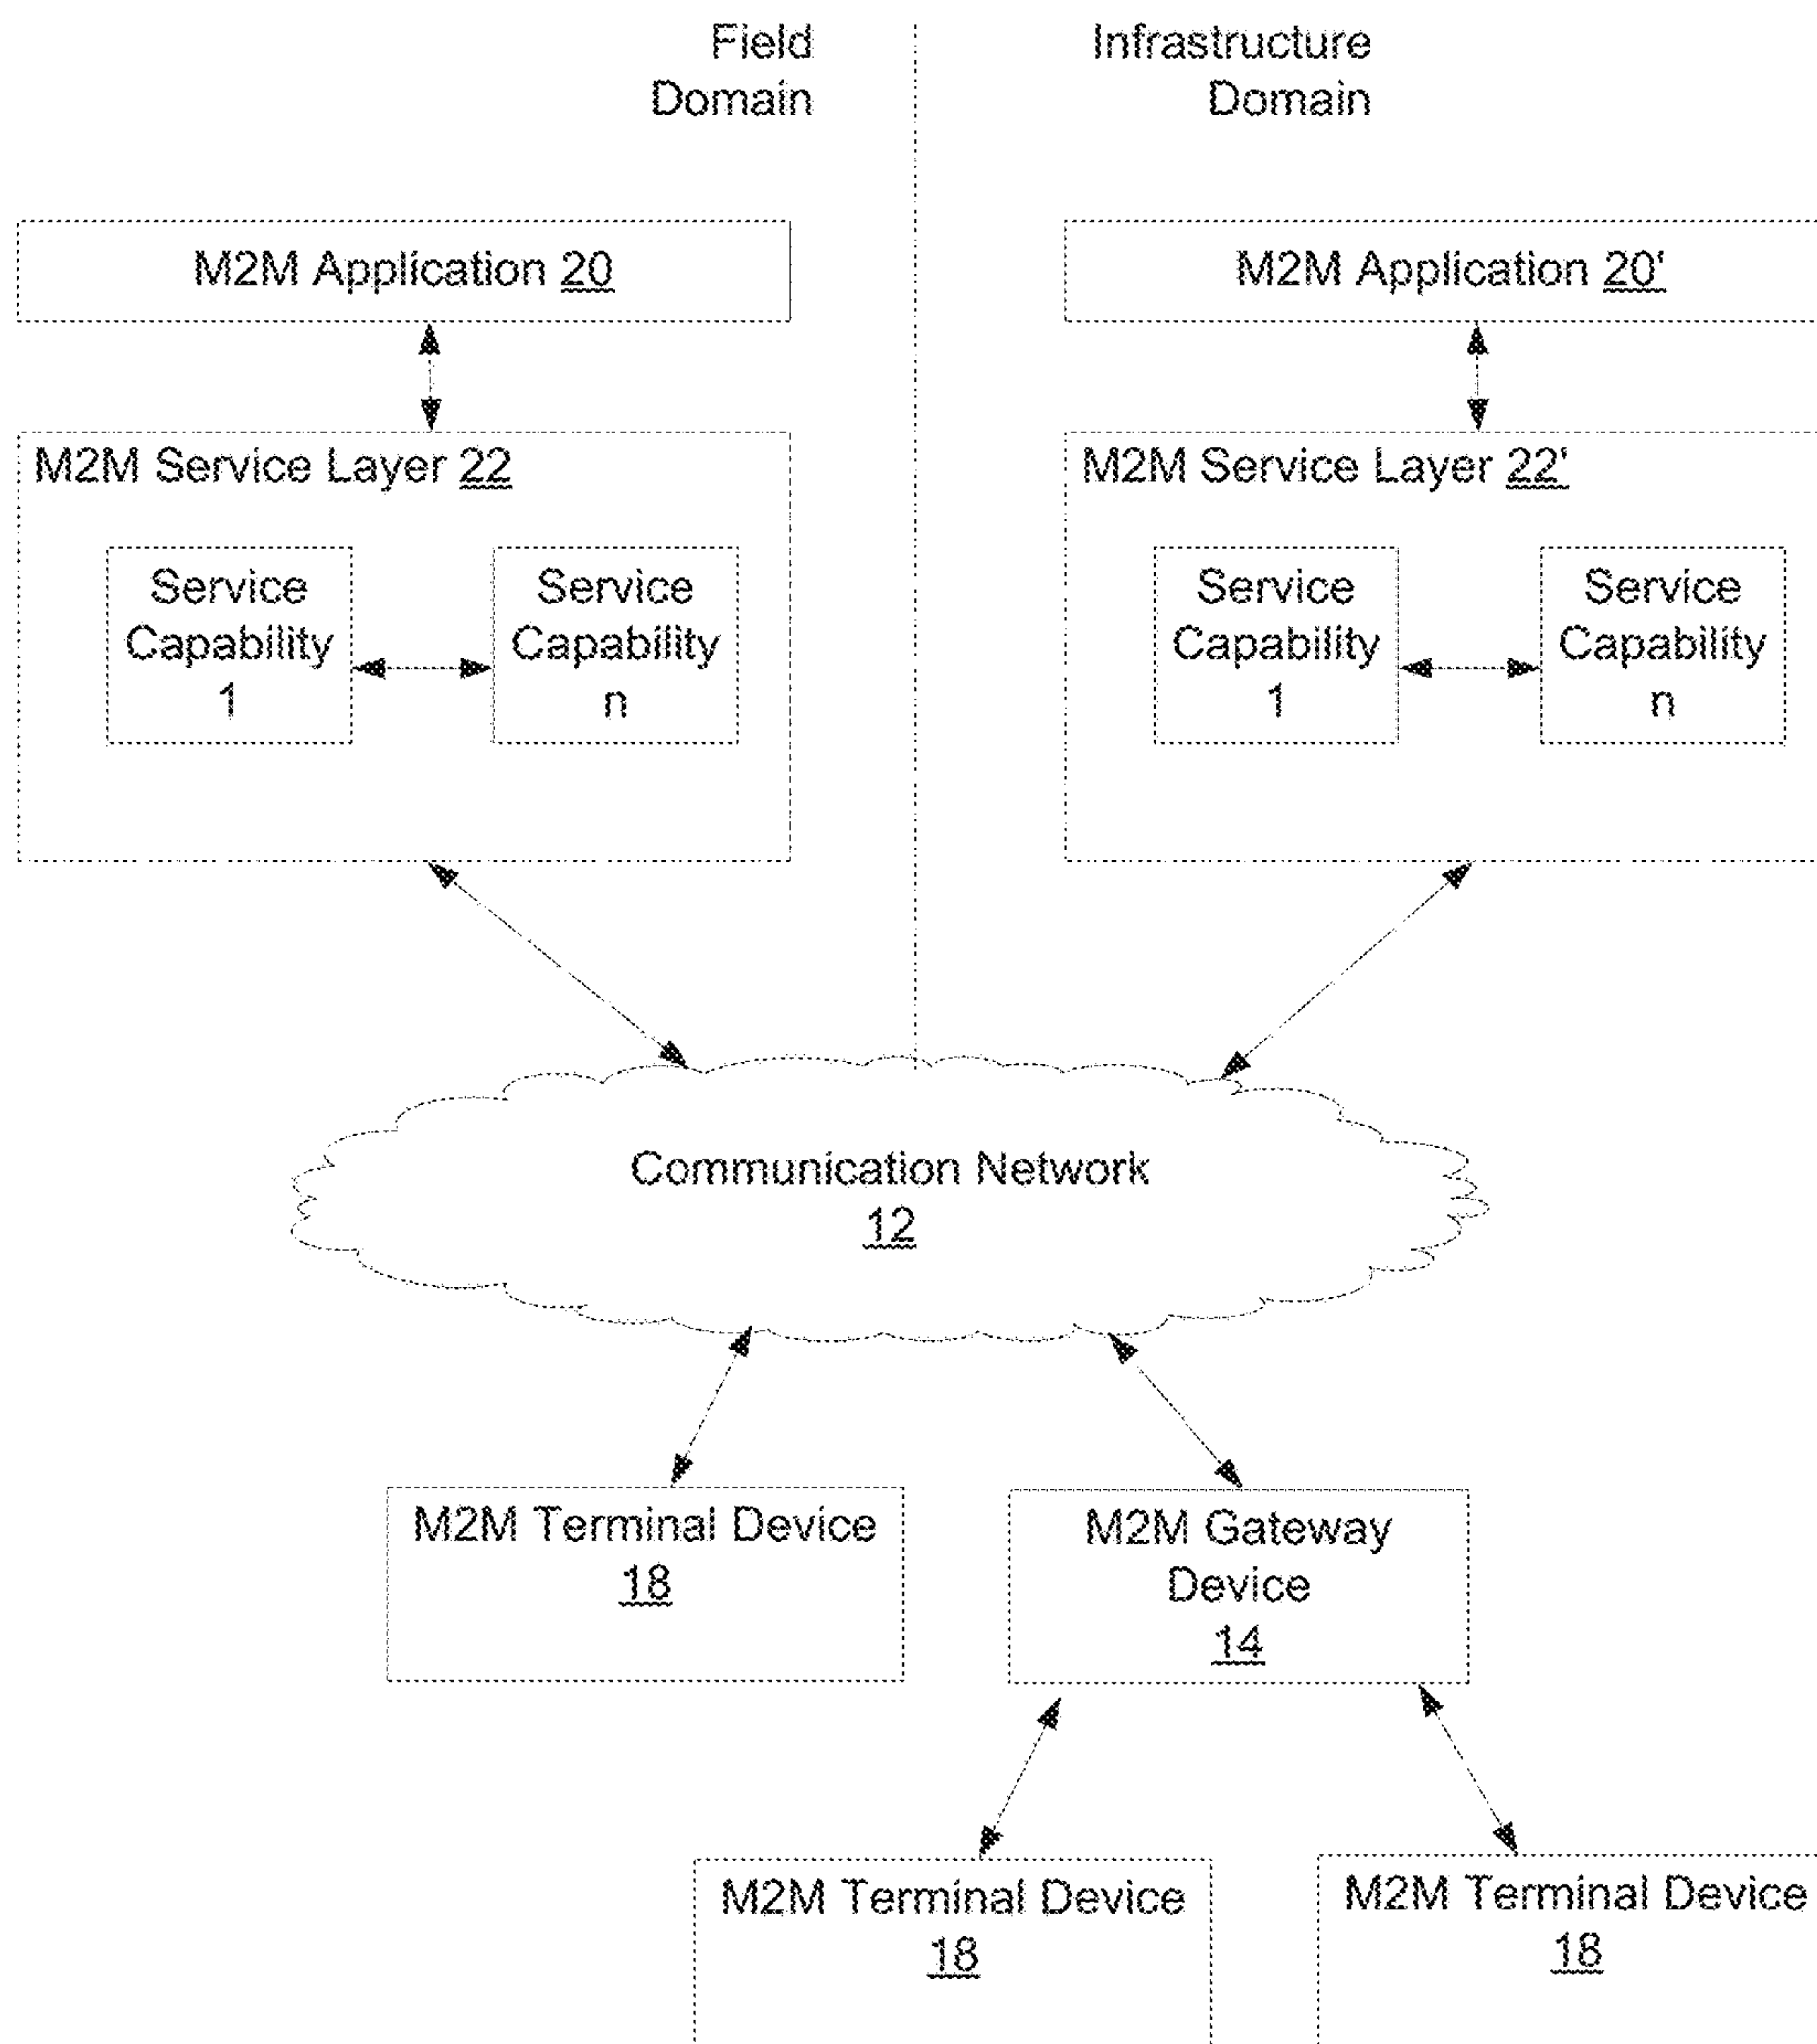 Field
Domain
Infrastructure
Domain
M2M Application 20
M2M Application 20'
M2M Service Layer 22
Service
Capability
1
Service
Capability
n
M2M Service Layer 22'
Service
Capability
1
Service
Capability
n
Communication Network
12
M2M Terminal Device
18
M2M Gateway
Device
14
M2M Terminal Device
18
M2M Terminal Device
18